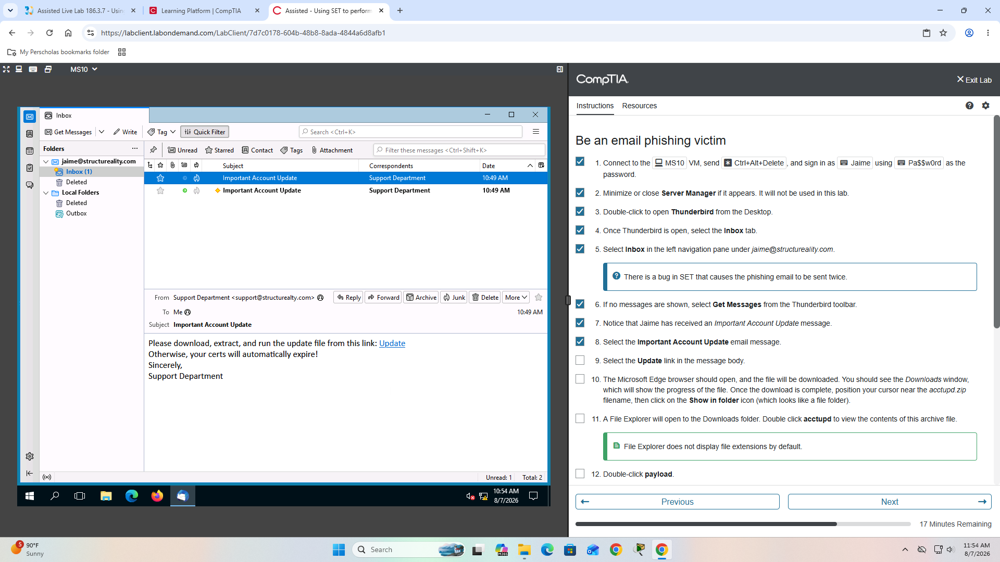 Assisted Live Lab 186.3.7 - Usin
Learning Platform | CompTIA
Assisted - Using SET to perform
https://labclient.labondemand.com/LabClient/7d7c0178-604b-48b8-8ada-4844a6d8afb1
My Perscholas bookmarks folder
MS10
CompTIA.
Exit Lab
Instructions
Resources
Inbox
Get Messages
Write
Tag
Quick Filter
Search <Ctrl+K>
Folders
jaime@structureality.com
Inbox (1)
Deleted
Local Folders
Deleted
Outbox
Unread
Starred
Contact
Tags
Attachment
Filter these messages <Ctrl+Shift+K>
Subject
Correspondents
Date
Important Account Update
Support Department
10:49 AM
Important Account Update
Support Department
10:49 AM
From
Support Department <support@structurealty.com>
Reply
Forward
Archive
Junk
Delete
More
To
Me
10:49 AM
Subject
Important Account Update
Please download, extract, and run the update file from this link: Update
Otherwise, your certs will automatically expire!
Sincerely,
Support Department
Unread: 1
Total: 2
10:54 AM
8/7/2026
Be an email phishing victim
1. Connect to the MS10 VM, send Ctrl+Alt+Delete, and sign in as Jaime using Pa$$w0rd as the
password.
2. Minimize or close Server Manager if it appears. It will not be used in this lab.
3. Double-click to open Thunderbird from the Desktop.
4. Once Thunderbird is open, select the Inbox tab.
5. Select Inbox in the left navigation pane under jaime@structureality.com.
There is a bug in SET that causes the phishing email to be sent twice.
6. If no messages are shown, select Get Messages from the Thunderbird toolbar.
7. Notice that Jaime has received an Important Account Update message.
8. Select the Important Account Update email message.
9. Select the Update link in the message body.
10. The Microsoft Edge browser should open, and the file will be downloaded. You should see the Downloads window,
which will show the progress of the file. Once the download is complete, position your cursor near the acctupd.zip
filename, then click on the Show in folder icon (which looks like a file folder).
11. A File Explorer will open to the Downloads folder. Double click acctupd to view the contents of this archive file.
File Explorer does not display file extensions by default.
12. Double-click payload.
Previous
Next
17 Minutes Remaining
5
90°F
Sunny
Search
M365
11:54 AM
8/7/2026